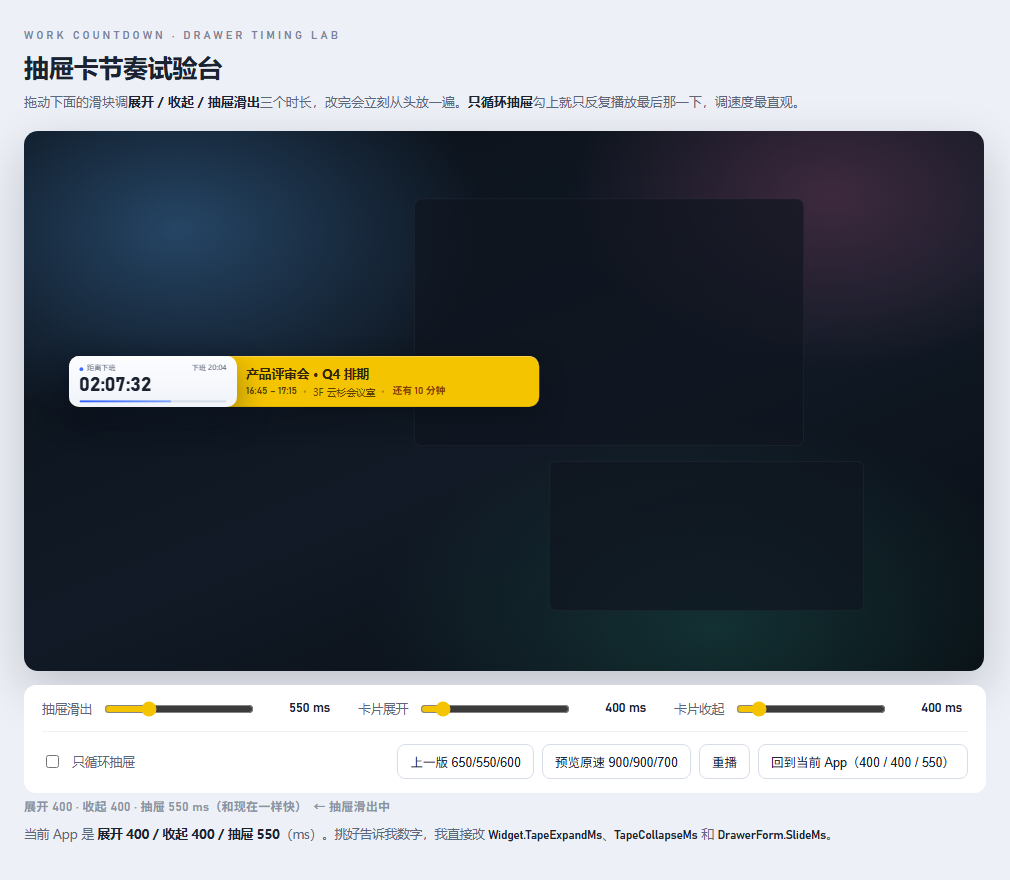 WORK COUNTDOWN · DRAWER TIMING LAB
抽屉卡节奏试验台
拖动下面的滑块调展开 / 收起 / 抽屉滑出三个时长，改完会立刻从头放一遍。只循环抽屉勾上就只反复播放最后那一下，调速度最直观。
距离下班 下班 20:04
02:07:32
产品评审会 • Q4 排期
16:45 – 17:15 · 3F 云杉会议室 · 还有 10 分钟
抽屉滑出 550 ms 卡片展开 400 ms 卡片收起 400 ms
只循环抽屉 上一版 650/550/600 预览原速 900/900/700 重播 回到当前 App（400 / 400 / 550）
展开 400 · 收起 400 · 抽屉 550 ms（和现在一样快） ← 抽屉滑出中
当前 App 是 展开 400 / 收起 400 / 抽屉 550（ms）。挑好告诉我数字，我直接改 Widget.TapeExpandMs、TapeCollapseMs 和 DrawerForm.SlideMs。